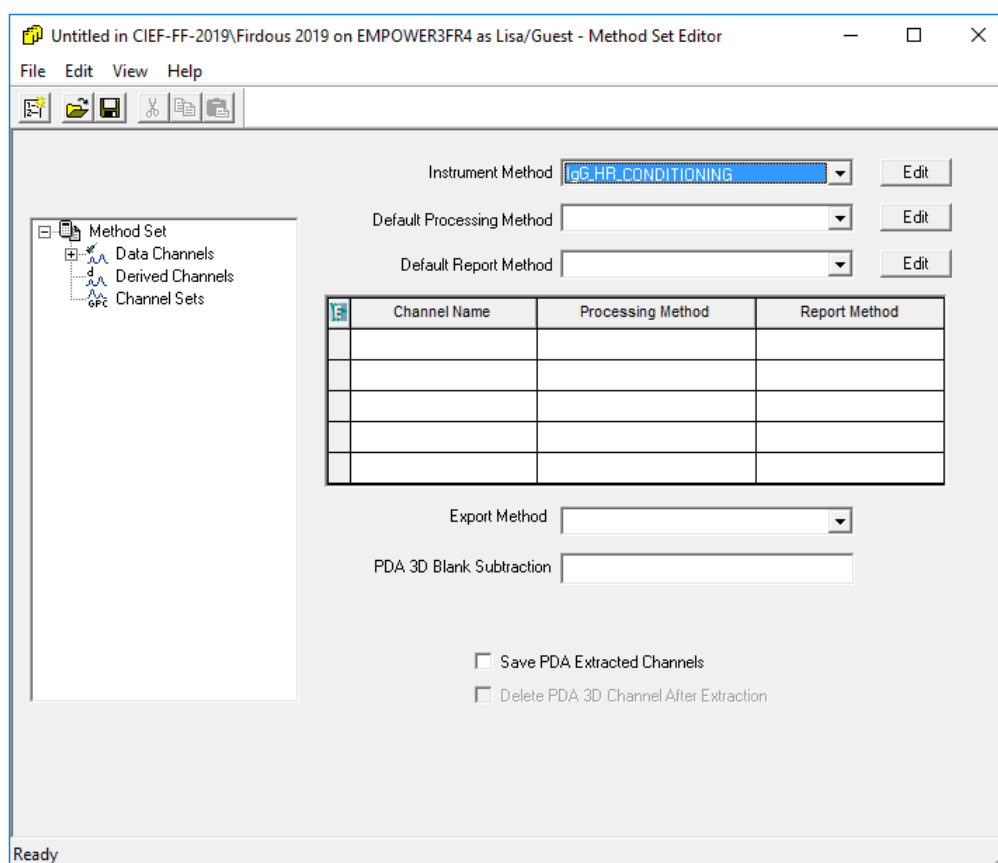 Untitled in CIEF-FF-2019\Firdous 2019 on EMPOWER3FR4 as Lisa/Guest - Method Set Editor
File Edit View Help
Instrument Method IgG_HR_CONDITIONING Edit
Default Processing Method Edit
Default Report Method Edit
Method Set
Data Channels
Derived Channels
GPC Channel Sets
Channel Name Processing Method Report Method
Export Method
PDA 3D Blank Subtraction
Save PDA Extracted Channels
Delete PDA 3D Channel After Extraction
Ready